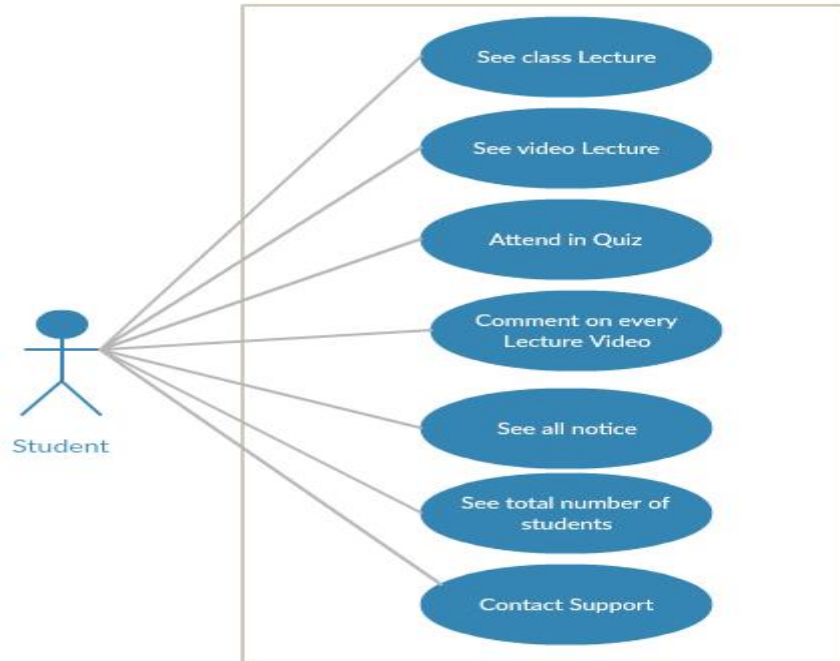 See class Lecture
See video Lecture
Attend in Quiz
Comment on every
Lecture Video
Student
See all notice
See total number of
students
Contact Support